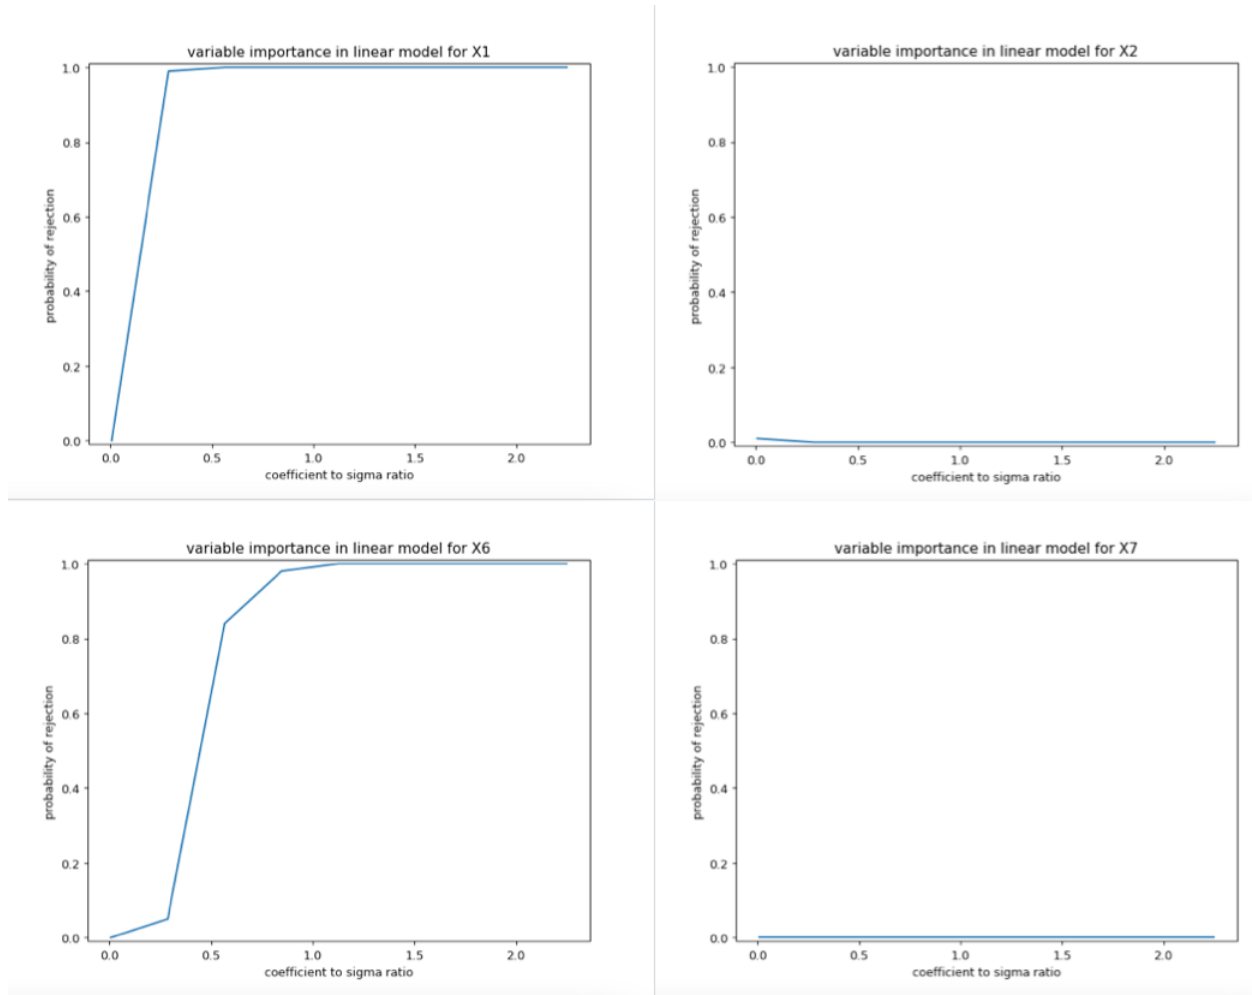 variable importance in linear model for X1
1.0
0.8
0.6
0.4
0.2
0.0
probability of rejection
0.0 0.5 1.0 1.5 2.0
coefficient to sigma ratio
variable importance in linear model for X2
1.0
0.8
0.6
0.4
0.2
0.0
probability of rejection
0.0 0.5 1.0 1.5 2.0
coefficient to sigma ratio
variable importance in linear model for X6
1.0
0.8
0.6
0.4
0.2
0.0
probability of rejection
0.0 0.5 1.0 1.5 2.0
coefficient to sigma ratio
variable importance in linear model for X7
1.0
0.8
0.6
0.4
0.2
0.0
probability of rejection
0.0 0.5 1.0 1.5 2.0
coefficient to sigma ratio